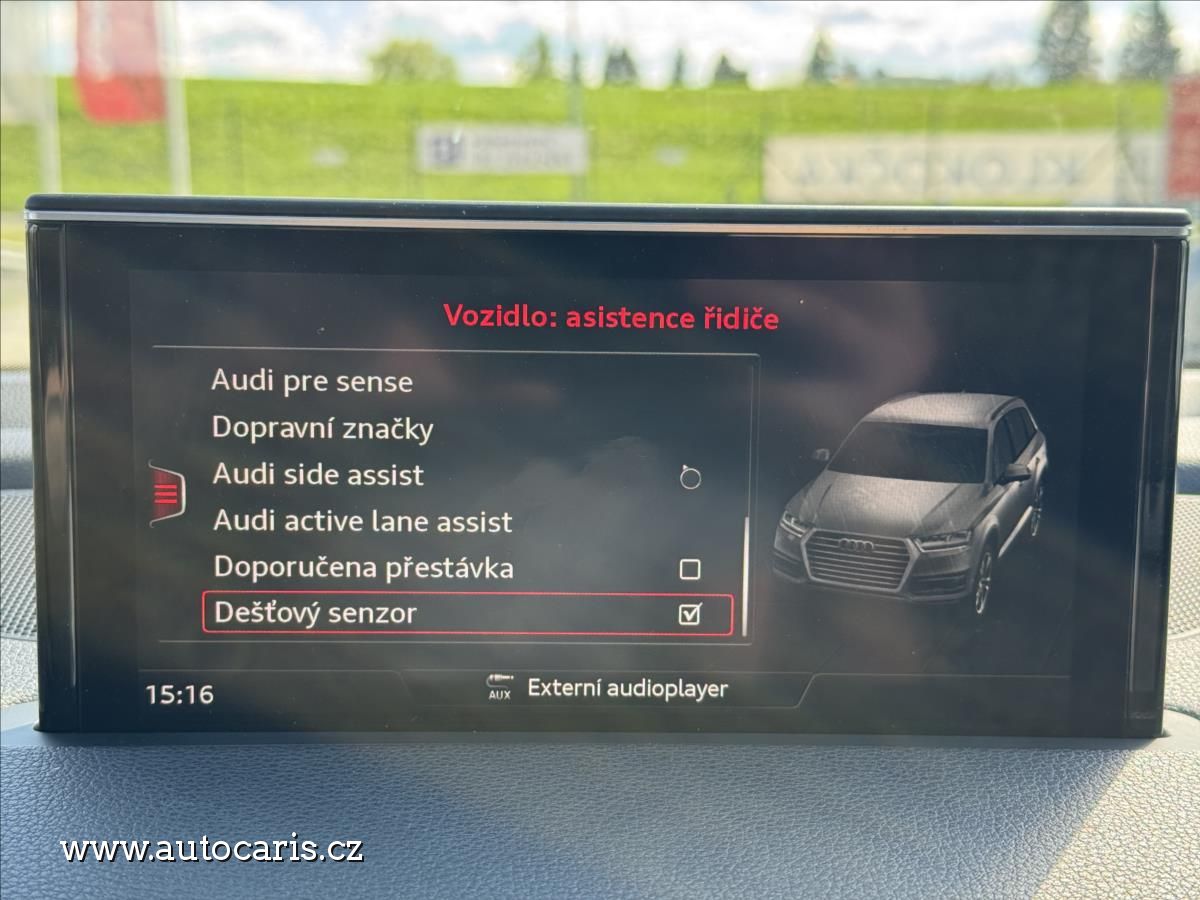 KLOKOČKY
Vozidlo: asistence řidiče
Audi pre sense
Dopravní značky
Audi side assist
Audi active lane assist
Doporučena přestávka
Dešťový senzor
15:16
AUX
Externí audioplayer
www.autocaris.cz